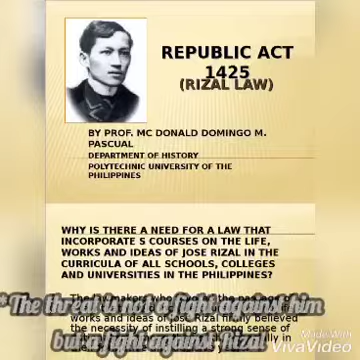 REPUBLIC ACT
1425
(RIZAL LAW)
BY PROF. MC DONALD DOMINGO M.
PASCUAL
DEPARTMENT OF HISTORY
POLYTECHNIC UNIVERSITY OF THE
PHILIPPINES
WHY IS THERE A NEED FOR A LAW THAT
INCORPORATE S COURSES ON THE LIFE,
WORKS AND IDEAS OF JOSE RIZAL IN THE
CURRICULA OF ALL SCHOOLS, COLLEGES
AND UNIVERSITIES IN THE PHILIPPINES?
* The threat is not a fight against him
works and ideas of Jose Rizal firmly believed
the necessity of instilling a strong sense of
but a fight against Rizal
Made With
VivaVideo